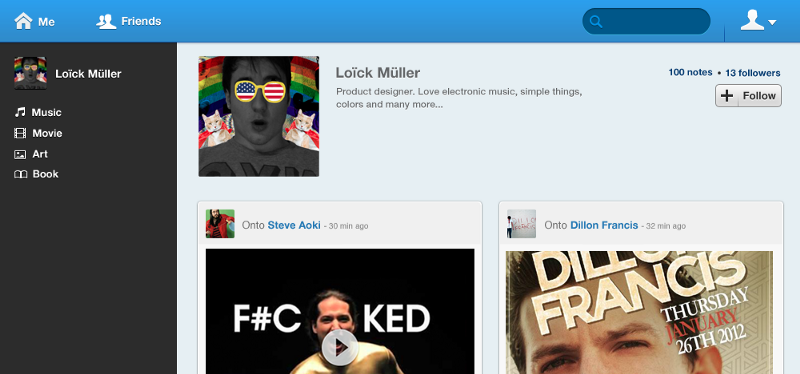 Me
Friends
Loïck Müller
Music
Movie
Art
Book
Loïck Müller
Product designer. Love electronic music, simple things,
colors and many more...
100 notes • 13 followers
Follow
Onto Steve Aoki - 30 min ago
F#C KED
Onto Dillon Francis - 32 min ago
DILLON
FRANCIS
THURSDAY
JANUARY
26TH 2012